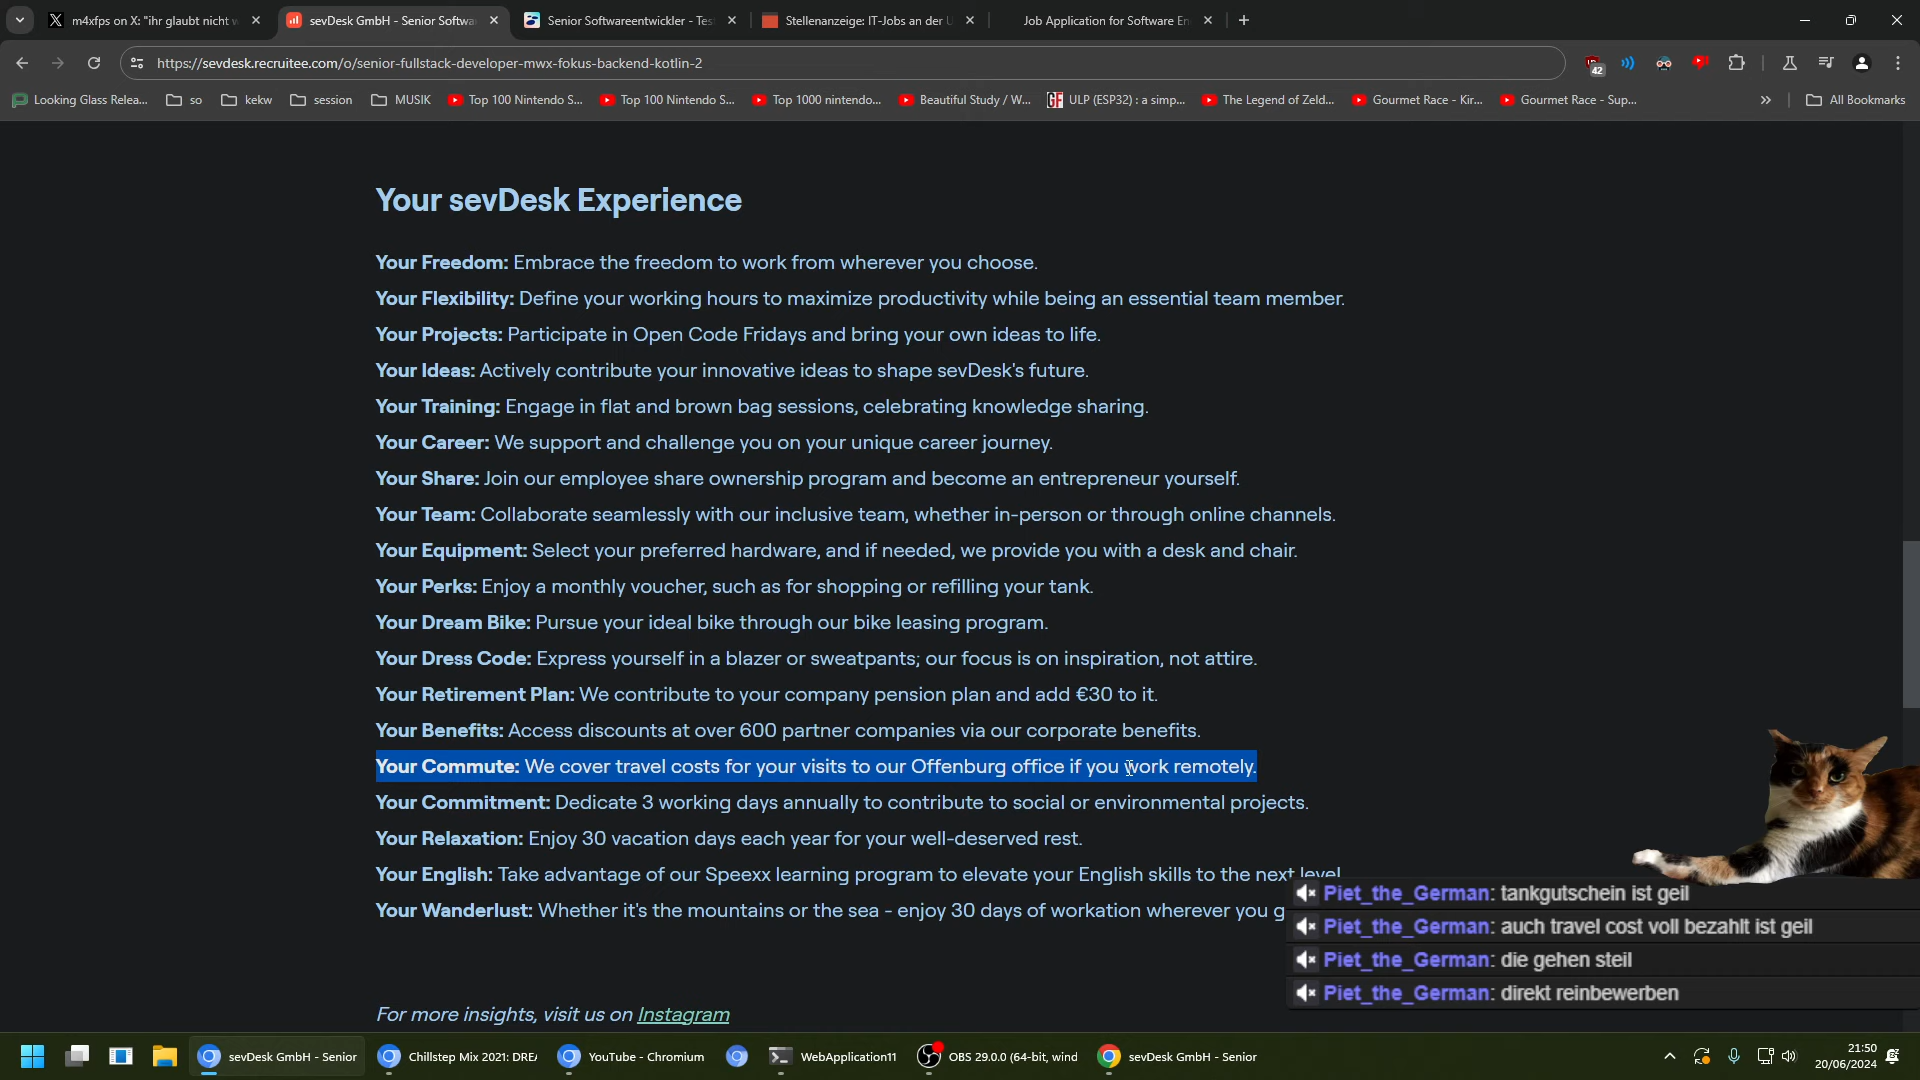 m4xfps on X: "ihr glaubt nicht w
sevDesk GmbH - Senior Softwa
Senior Softwareentwickler - Tes
Stellenanzeige: IT-Jobs an der U
Job Application for Software En
https://sevdesk.recruitee.com/o/senior-fullstack-developer-mwx-fokus-backend-kotlin-2
42
Looking Glass Relea...
so
kekw
session
MUSIK
Top 100 Nintendo S...
Top 100 Nintendo S...
Top 1000 nintendo...
Beautiful Study / W...
ULP (ESP32) : a simp...
The Legend of Zeld...
Gourmet Race - Kir...
Gourmet Race - Sup...
All Bookmarks
Your sevDesk Experience
Your Freedom: Embrace the freedom to work from wherever you choose.
Your Flexibility: Define your working hours to maximize productivity while being an essential team member.
Your Projects: Participate in Open Code Fridays and bring your own ideas to life.
Your Ideas: Actively contribute your innovative ideas to shape sevDesk's future.
Your Training: Engage in flat and brown bag sessions, celebrating knowledge sharing.
Your Career: We support and challenge you on your unique career journey.
Your Share: Join our employee share ownership program and become an entrepreneur yourself.
Your Team: Collaborate seamlessly with our inclusive team, whether in-person or through online channels.
Your Equipment: Select your preferred hardware, and if needed, we provide you with a desk and chair.
Your Perks: Enjoy a monthly voucher, such as for shopping or refilling your tank.
Your Dream Bike: Pursue your ideal bike through our bike leasing program.
Your Dress Code: Express yourself in a blazer or sweatpants; our focus is on inspiration, not attire.
Your Retirement Plan: We contribute to your company pension plan and add €30 to it.
Your Benefits: Access discounts at over 600 partner companies via our corporate benefits.
Your Commute: We cover travel costs for your visits to our Offenburg office if you work remotely.
Your Commitment: Dedicate 3 working days annually to contribute to social or environmental projects.
Your Relaxation: Enjoy 30 vacation days each year for your well-deserved rest.
Your English: Take advantage of our Speexx learning program to elevate your English skills to the next level
Your Wanderlust: Whether it's the mountains or the sea - enjoy 30 days of workation wherever you g
For more insights, visit us on Instagram
Piet_the_German: tankgutschein ist geil
Piet_the_German: auch travel cost voll bezahlt ist geil
Piet_the_German: die gehen steil
Piet_the_German: direkt reinbewerben
sevDesk GmbH - Senior
Chillstep Mix 2021: DREA
YouTube - Chromium
WebApplication11
OBS 29.0.0 (64-bit, wind
sevDesk GmbH - Senior
21:50
20/06/2024